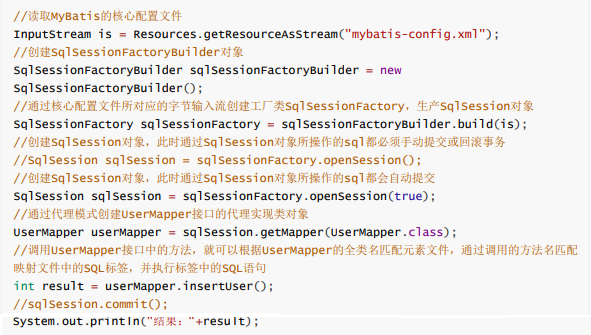 //读取MyBatis的核心配置文件
InputStream is = Resources.getResourceAsStream("mybatis-config.xml");
//创建SqlSessionFactoryBuilder对象
SqlSessionFactoryBuilder sqlSessionFactoryBuilder = new
SqlSessionFactoryBuilder();
//通过核心配置文件所对应的字节输入流创建工厂类SqlSessionFactory，生产SqlSession对象
SqlSessionFactory sqlSessionFactory = sqlSessionFactoryBuilder.build(is);
//创建SqlSession对象，此时通过SqlSession对象所操作的sql都必须手动提交或回滚事务
//SqlSession sqlSession = sqlSessionFactory.openSession();
//创建SqlSession对象，此时通过SqlSession对象所操作的sql都会自动提交
SqlSession sqlSession = sqlSessionFactory.openSession(true);
//通过代理模式创建UserMapper接口的代理实现类对象
UserMapper userMapper = sqlSession.getMapper(UserMapper.class);
//调用UserMapper接口中的方法，就可以根据UserMapper的全类名匹配元素文件，通过调用的方法名匹配
映射文件中的SQL标签，并执行标签中的SQL语句
int result = userMapper.insertUser();
//sqlSession.commit();
System.out.println("结果："+result);